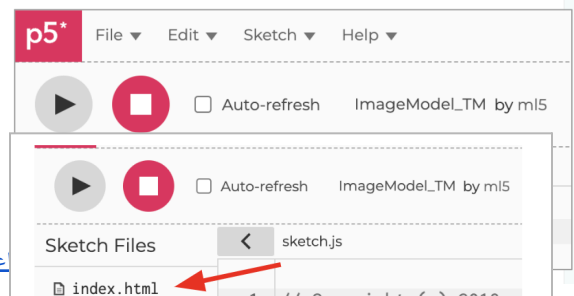 p5* File Edit Sketch Help
Auto-refresh ImageModel_TM by ml5
Auto-refresh ImageModel_TM by ml5
Sketch Files sketch.js
index.html